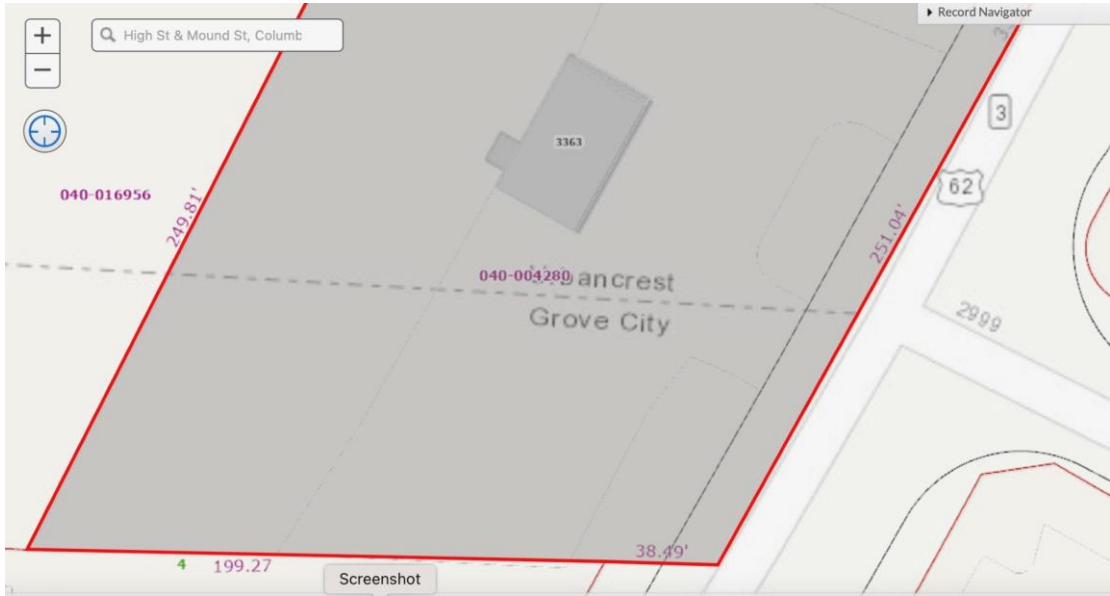 Record Navigator
+
High St & Mound St, Columb
−
3
3363
62
040-016956
249.81'
251.04'
040-004280
Urbancrest
Grove City
2999
38.49'
4
199.27
Screenshot